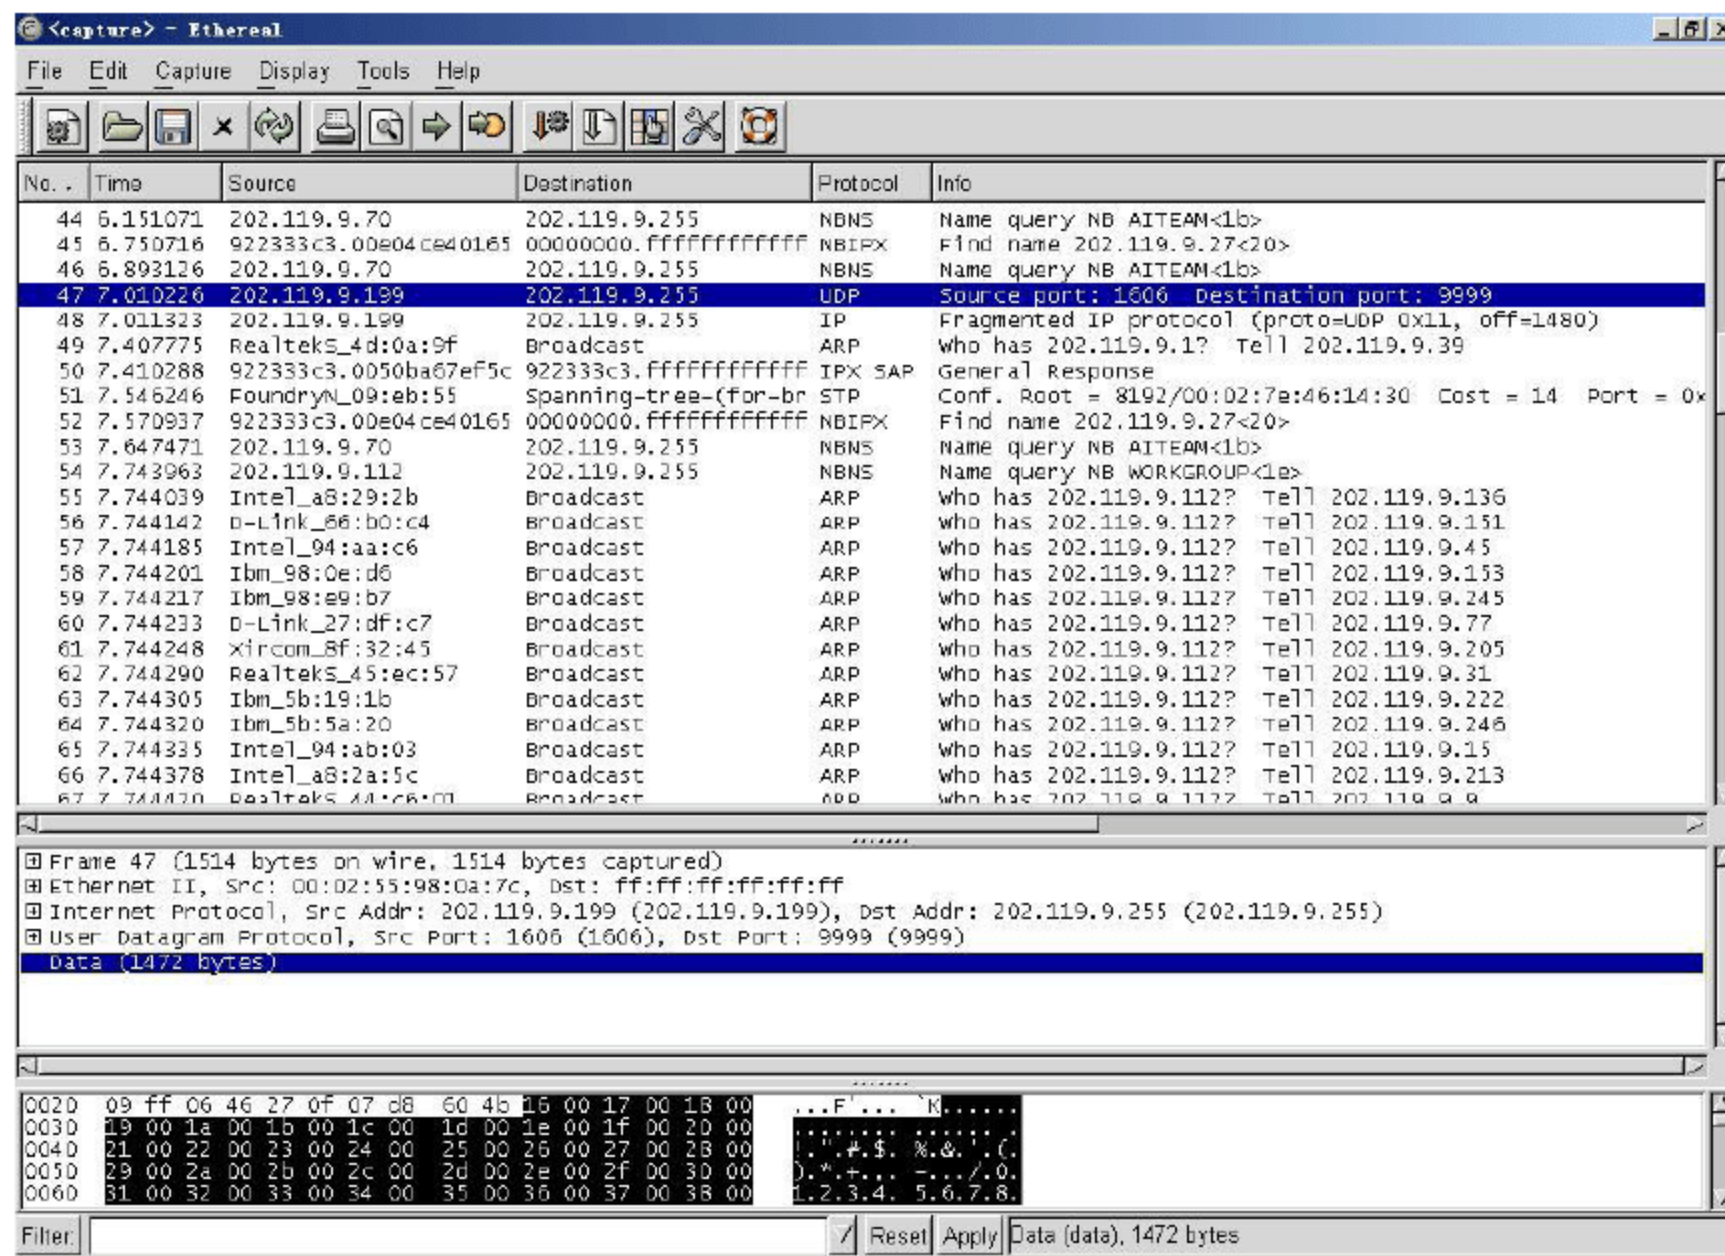 <capture> - Ethereal
File Edit Capture Display Tools Help
No. . Time Source Destination Protocol Info
44 6.151071 202.119.9.70 202.119.9.255 NBNS Name query NB AITEAM<1b>
45 6.750716 922333c3.00e04ce40165 00000000.ffffffffffff NBIPX Find name 202.119.9.27<20>
46 6.893126 202.119.9.70 202.119.9.255 NBNS Name query NB AITEAM<1b>
47 7.010226 202.119.9.199 202.119.9.255 UDP Source port: 1606 Destination port: 9999
48 7.011323 202.119.9.199 202.119.9.255 IP Fragmented IP protocol (proto=UDP 0x11, off=1480)
49 7.407775 RealtekS_4d:0a:9f Broadcast ARP who has 202.119.9.1? Tell 202.119.9.39
50 7.410288 922333c3.0050ba67ef5c 922333c3.ffffffffffff IPX SAP General Response
51 7.546246 FoundryN_09:eb:55 Spanning-tree-(for-br STP Conf. Root = 8192/00:02:7e:46:14:30 Cost = 14 Port = 0x
52 7.570937 922333c3.00e04ce40165 00000000.ffffffffffff NBIPX Find name 202.119.9.27<20>
53 7.647471 202.119.9.70 202.119.9.255 NBNS Name query NB AITEAM<1b>
54 7.743963 202.119.9.112 202.119.9.255 NBNS Name query NB WORKGROUP<1e>
55 7.744039 Intel_a8:29:2b Broadcast ARP who has 202.119.9.112? Tell 202.119.9.136
56 7.744142 D-Link_66:b0:c4 Broadcast ARP who has 202.119.9.112? Tell 202.119.9.151
57 7.744185 Intel_94:aa:c6 Broadcast ARP who has 202.119.9.112? Tell 202.119.9.45
58 7.744201 Ibm_98:0e:d6 Broadcast ARP who has 202.119.9.112? Tell 202.119.9.153
59 7.744217 Ibm_98:e9:b7 Broadcast ARP who has 202.119.9.112? Tell 202.119.9.245
60 7.744233 D-Link_27:df:c7 Broadcast ARP who has 202.119.9.112? Tell 202.119.9.77
61 7.744248 Xircom_8f:32:45 Broadcast ARP who has 202.119.9.112? Tell 202.119.9.205
62 7.744290 RealtekS_45:ec:57 Broadcast ARP who has 202.119.9.112? Tell 202.119.9.31
63 7.744305 Ibm_5b:19:1b Broadcast ARP who has 202.119.9.112? Tell 202.119.9.222
64 7.744320 Ibm_5b:5a:20 Broadcast ARP who has 202.119.9.112? Tell 202.119.9.246
65 7.744335 Intel_94:ab:03 Broadcast ARP who has 202.119.9.112? Tell 202.119.9.15
66 7.744378 Intel_a8:2a:5c Broadcast ARP who has 202.119.9.112? Tell 202.119.9.213
67 7.744420 RealtekS_44:c6:01 Broadcast ARP who has 202.119.9.112? Tell 202.119.9.9
Frame 47 (1514 bytes on wire, 1514 bytes captured)
Ethernet II, Src: 00:02:55:98:0a:7c, Dst: ff:ff:ff:ff:ff:ff
Internet Protocol, Src Addr: 202.119.9.199 (202.119.9.199), Dst Addr: 202.119.9.255 (202.119.9.255)
User Datagram Protocol, Src Port: 1606 (1606), Dst Port: 9999 (9999)
Data (1472 bytes)
0020 09 ff 06 46 27 0f 07 d8 60 4b 16 00 17 00 18 00 ...F'... `K......
0030 19 00 1a 00 1b 00 1c 00 1d 00 1e 00 1f 00 20 00 ........ ...... .
0040 21 00 22 00 23 00 24 00 25 00 26 00 27 00 28 00 !.".#.$. %.&.'.(.
0050 29 00 2a 00 2b 00 2c 00 2d 00 2e 00 2f 00 30 00 ).*.+... -.../.0.
0060 31 00 32 00 33 00 34 00 35 00 36 00 37 00 38 00 1.2.3.4. 5.6.7.8.
Filter: Reset Apply Data (data), 1472 bytes